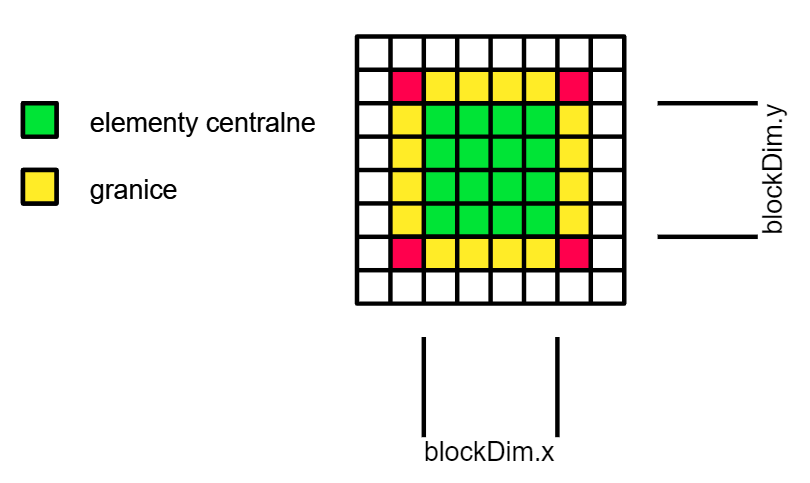 elementy centralne
granice
blockDim.y
blockDim.x